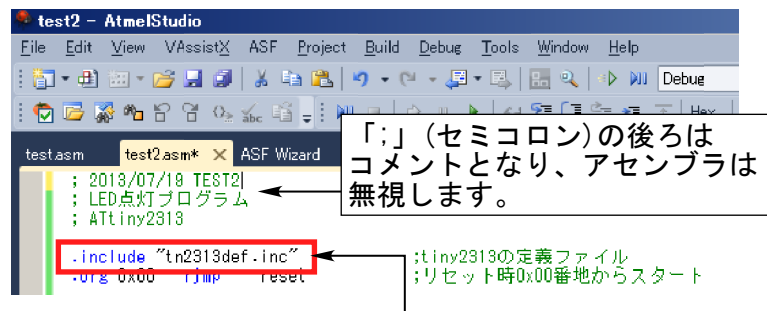 test2 - AtmelStudio
File Edit View VAssistX ASF Project Build Debug Tools Window Help
Debug
Hex
testasm test2.asm* × ASF Wizard
「;」(セミコロン)の後ろは
コメントとなり、アセンブラは
無視します。
; 2013/07/19 TEST2
; LED点灯プログラム
; ATtiny2313
.include "tn2313def.inc" ;tiny2313の定義ファイル
.org 0x00 rjmp reset ;リセット時0x00番地からスタート